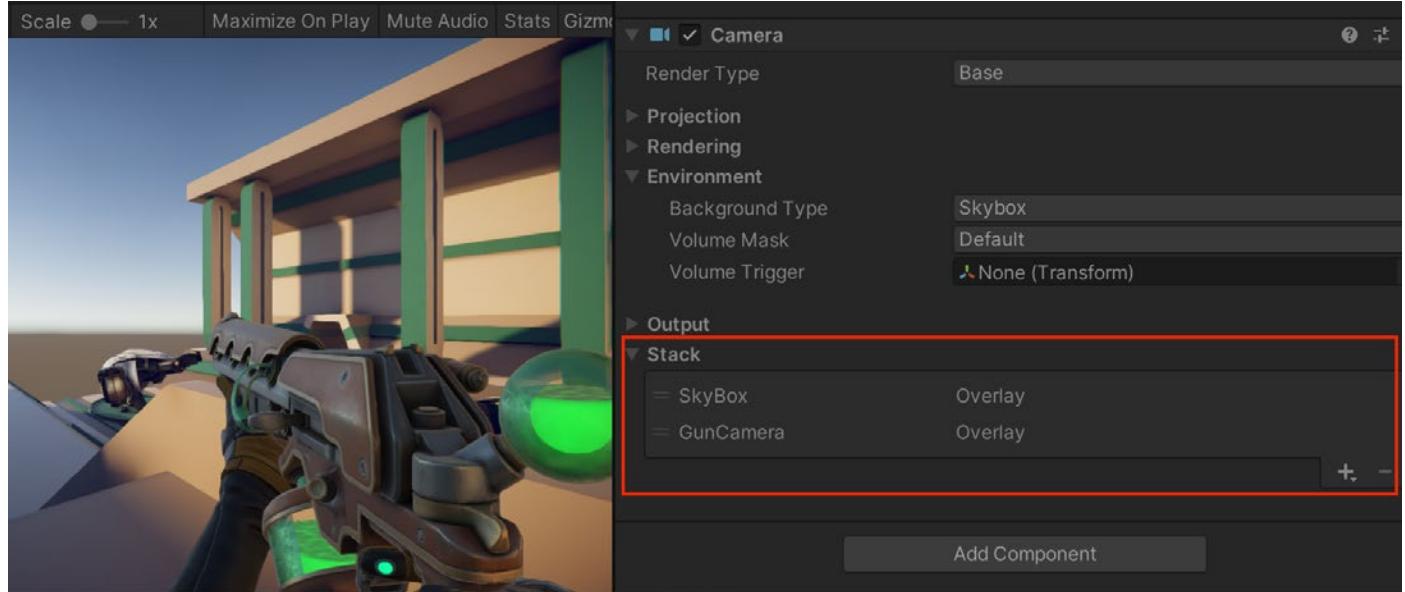 Scale 1x Maximize On Play Mute Audio Stats Gizmo
Camera
Render Type Base
Projection
Rendering
Environment
Background Type Skybox
Volume Mask Default
Volume Trigger None (Transform)
Output
Stack
SkyBox Overlay
GunCamera Overlay
Add Component